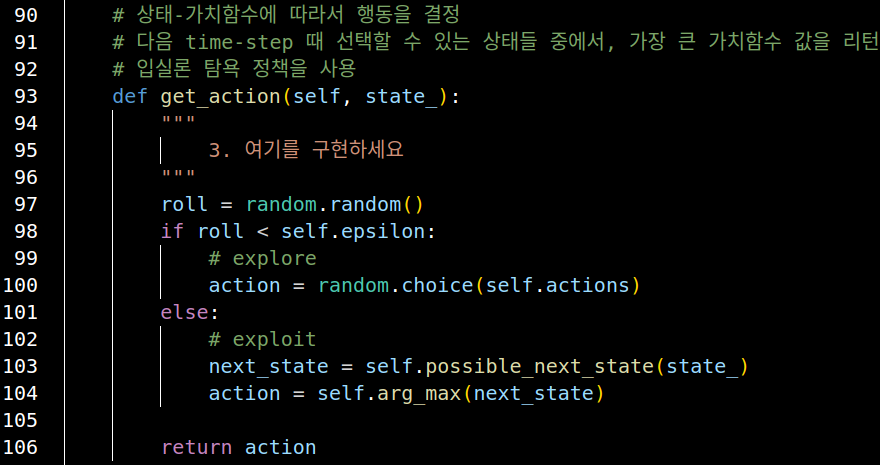 90 # 상태-가치함수에 따라서 행동을 결정
91 # 다음 time-step 때 선택할 수 있는 상태들 중에서, 가장 큰 가치함수 값을 리턴
92 # 입실론 탐욕 정책을 사용
93 def get_action(self, state_):
94 """
95 3. 여기를 구현하세요
96 """
97 roll = random.random()
98 if roll < self.epsilon:
99 # explore
100 action = random.choice(self.actions)
101 else:
102 # exploit
103 next_state = self.possible_next_state(state_)
104 action = self.arg_max(next_state)
105
106 return action